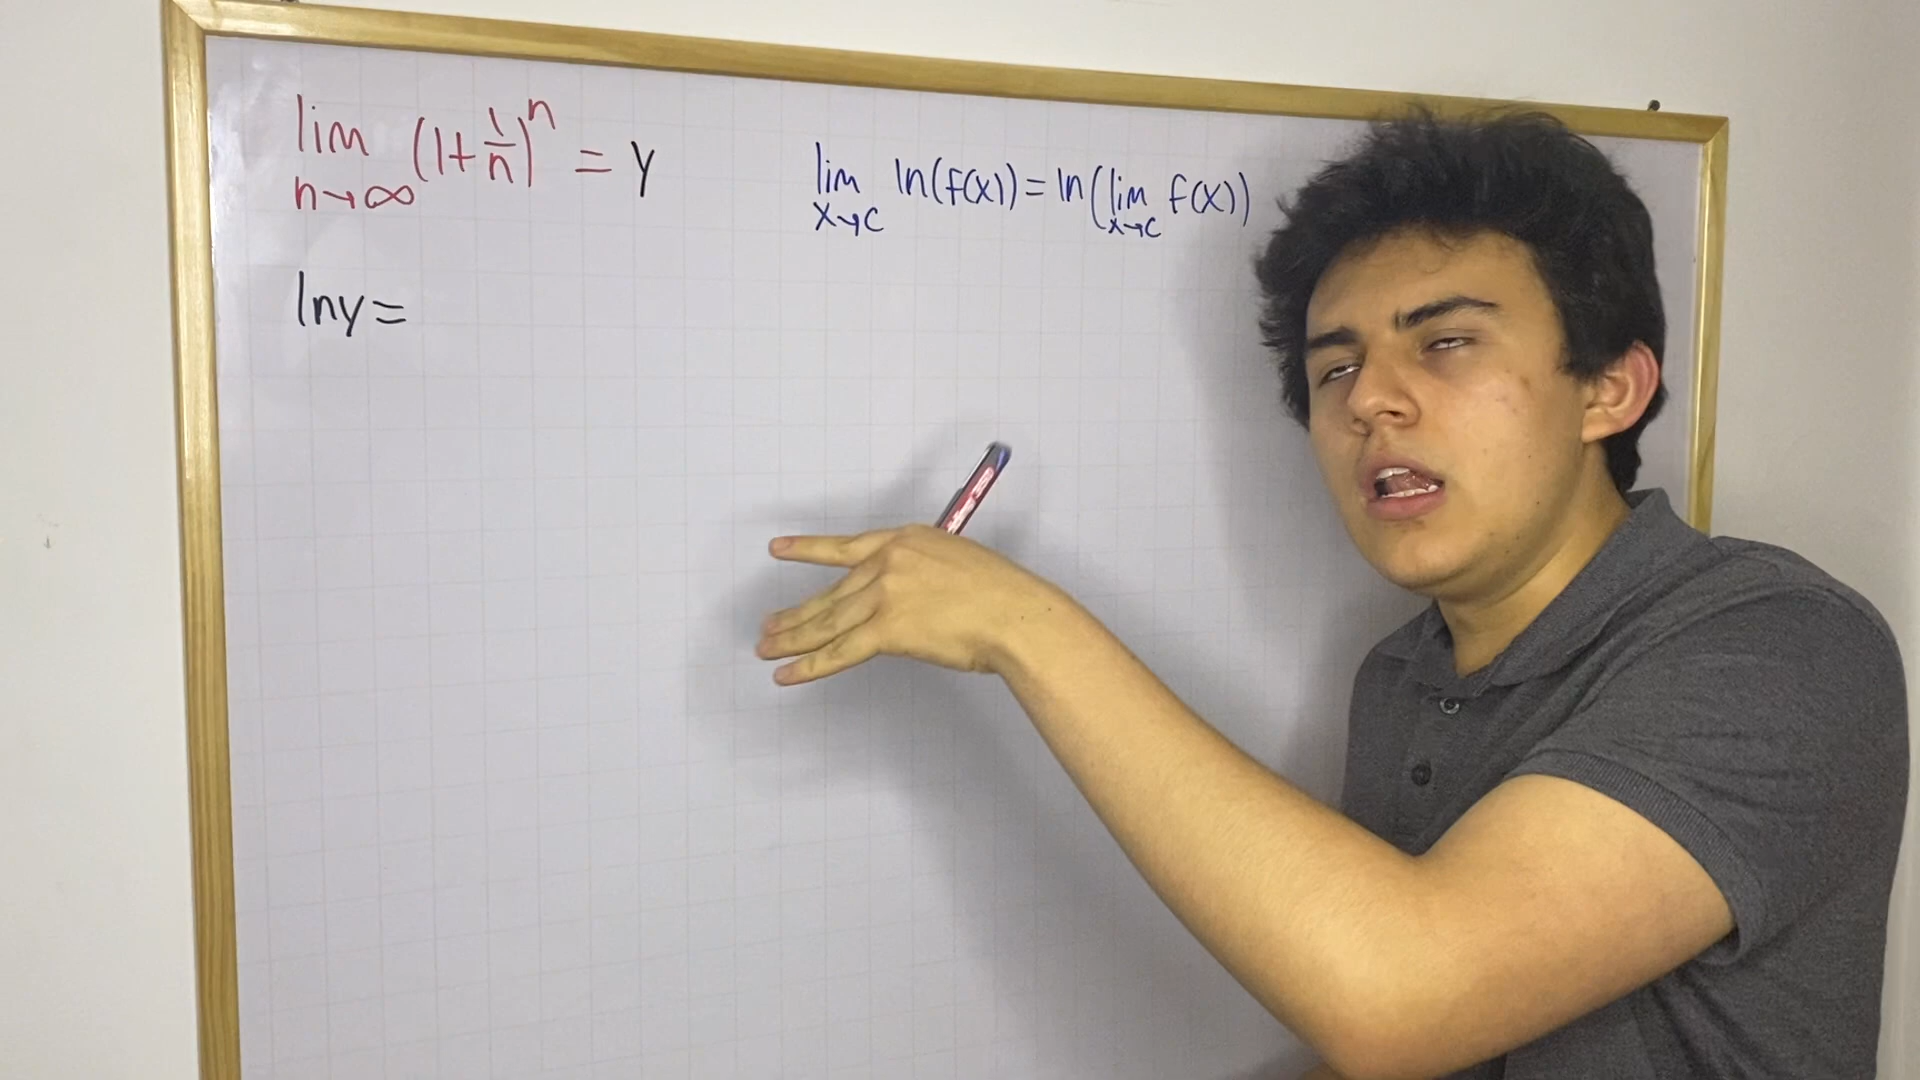 lim n→∞ (1+1/n)^n = y
lim x→c ln(f(x)) = ln(lim x→c f(x))
lny=